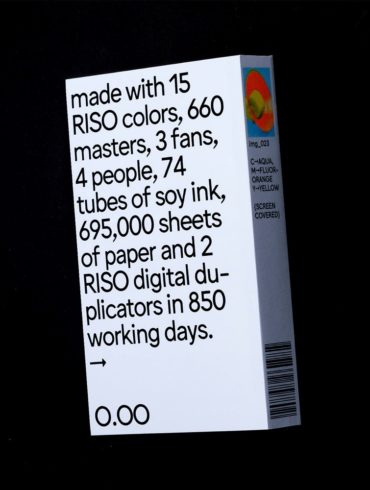 made with 15
RISO colors, 660
masters, 3 fans,
4 people, 74
tubes of soy ink,
695,000 sheets
of paper and 2
RISO digital du-
plicators in 850
working days.
→
0.00
img_023
C→AQUA,
M→FLUOR-
ORANGE
Y→YELLOW
(SCREEN
COVERED)